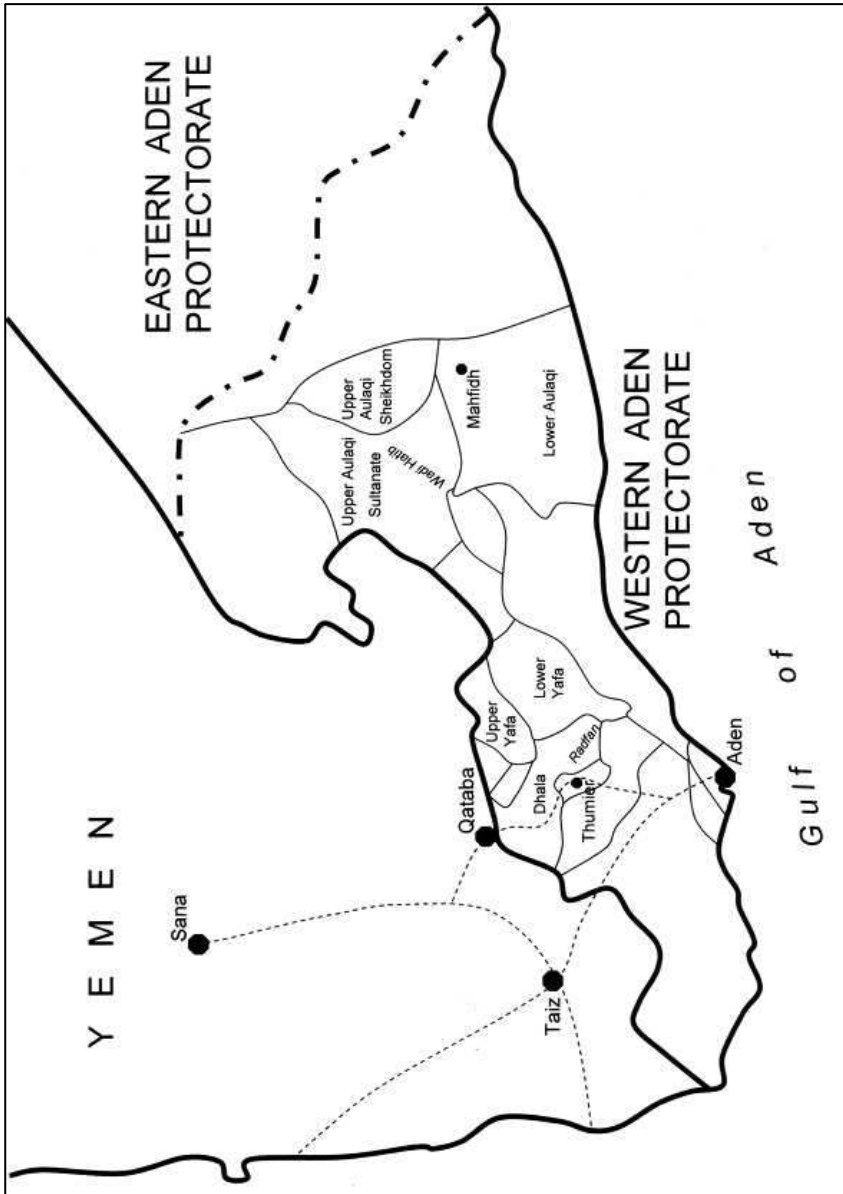 EASTERN ADEN
PROTECTORATE
YEMEN
Sana
Upper
Aulaqi
Sheikhdom
Upper Aulaqi
Sultanate
Wadi Hatib
Mahfidh
Lower Aulaqi
Qataba
Upper
Yafa
Lower
Yafa
Dhala
Radfan
Thumier
Taiz
WESTERN ADEN
PROTECTORATE
Aden
Gulf of Aden